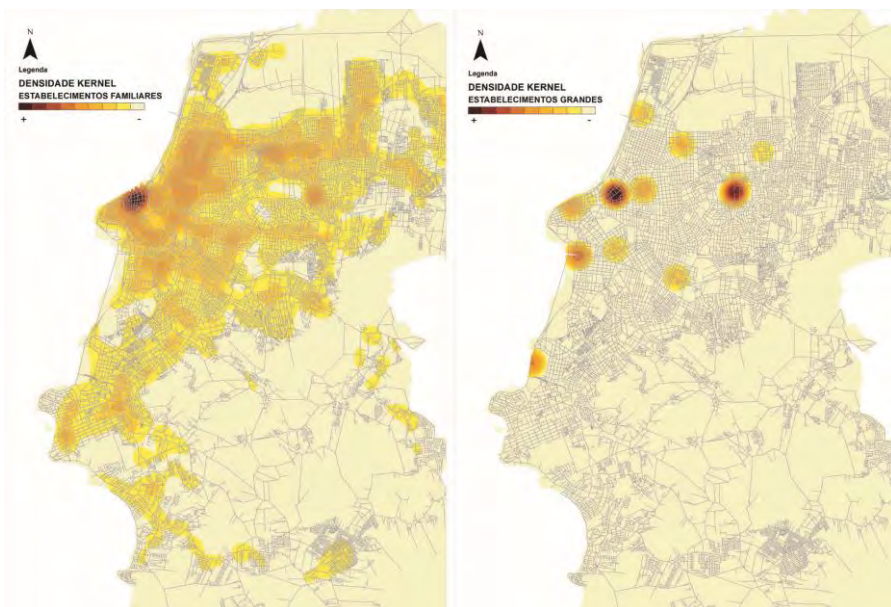 N
Legenda
DENSIDADE KERNEL
ESTABELECIMENTOS FAMILIARES
+ -
N
Legenda
DENSIDADE KERNEL
ESTABELECIMENTOS GRANDES
+ -